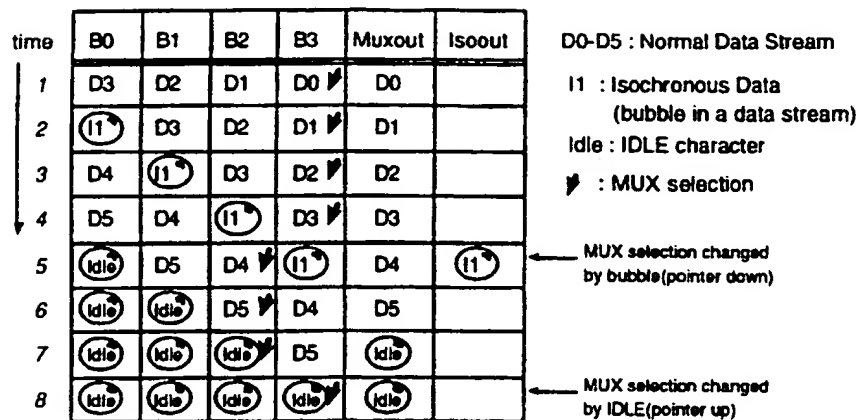 time B0 B1 B2 B3 Muxout Isoout
1 D3 D2 D1 D0 D0
2 I1 D3 D2 D1 D1
3 D4 I1 D3 D2 D2
4 D5 D4 I1 D3 D3
5 Idle D5 D4 I1 D4 I1
6 Idle Idle D5 D4 D5
7 Idle Idle Idle D5 Idle
8 Idle Idle Idle Idle Idle
D0-D5 : Normal Data Stream
I1 : Isochronous Data
(bubble in a data stream)
Idle : IDLE character
: MUX selection
MUX selection changed
by bubble(pointer down)
MUX selection changed
by IDLE(pointer up)